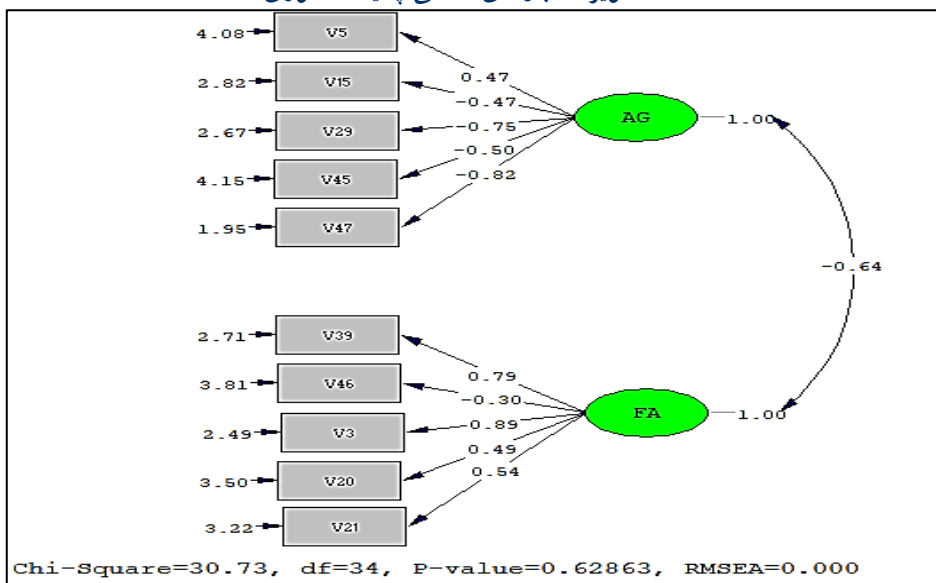 4.08 V5
0.47
2.82 V15
-0.47
2.67 V29
-0.75
AG 1.00
-0.50
4.15 V45
-0.82
1.95 V47
-0.64
2.71 V39
0.79
3.81 V46
-0.30
2.49 V3
0.89
FA 1.00
0.49
3.50 V20
0.54
3.22 V21
Chi-Square=30.73, df=34, P-value=0.62863, RMSEA=0.000